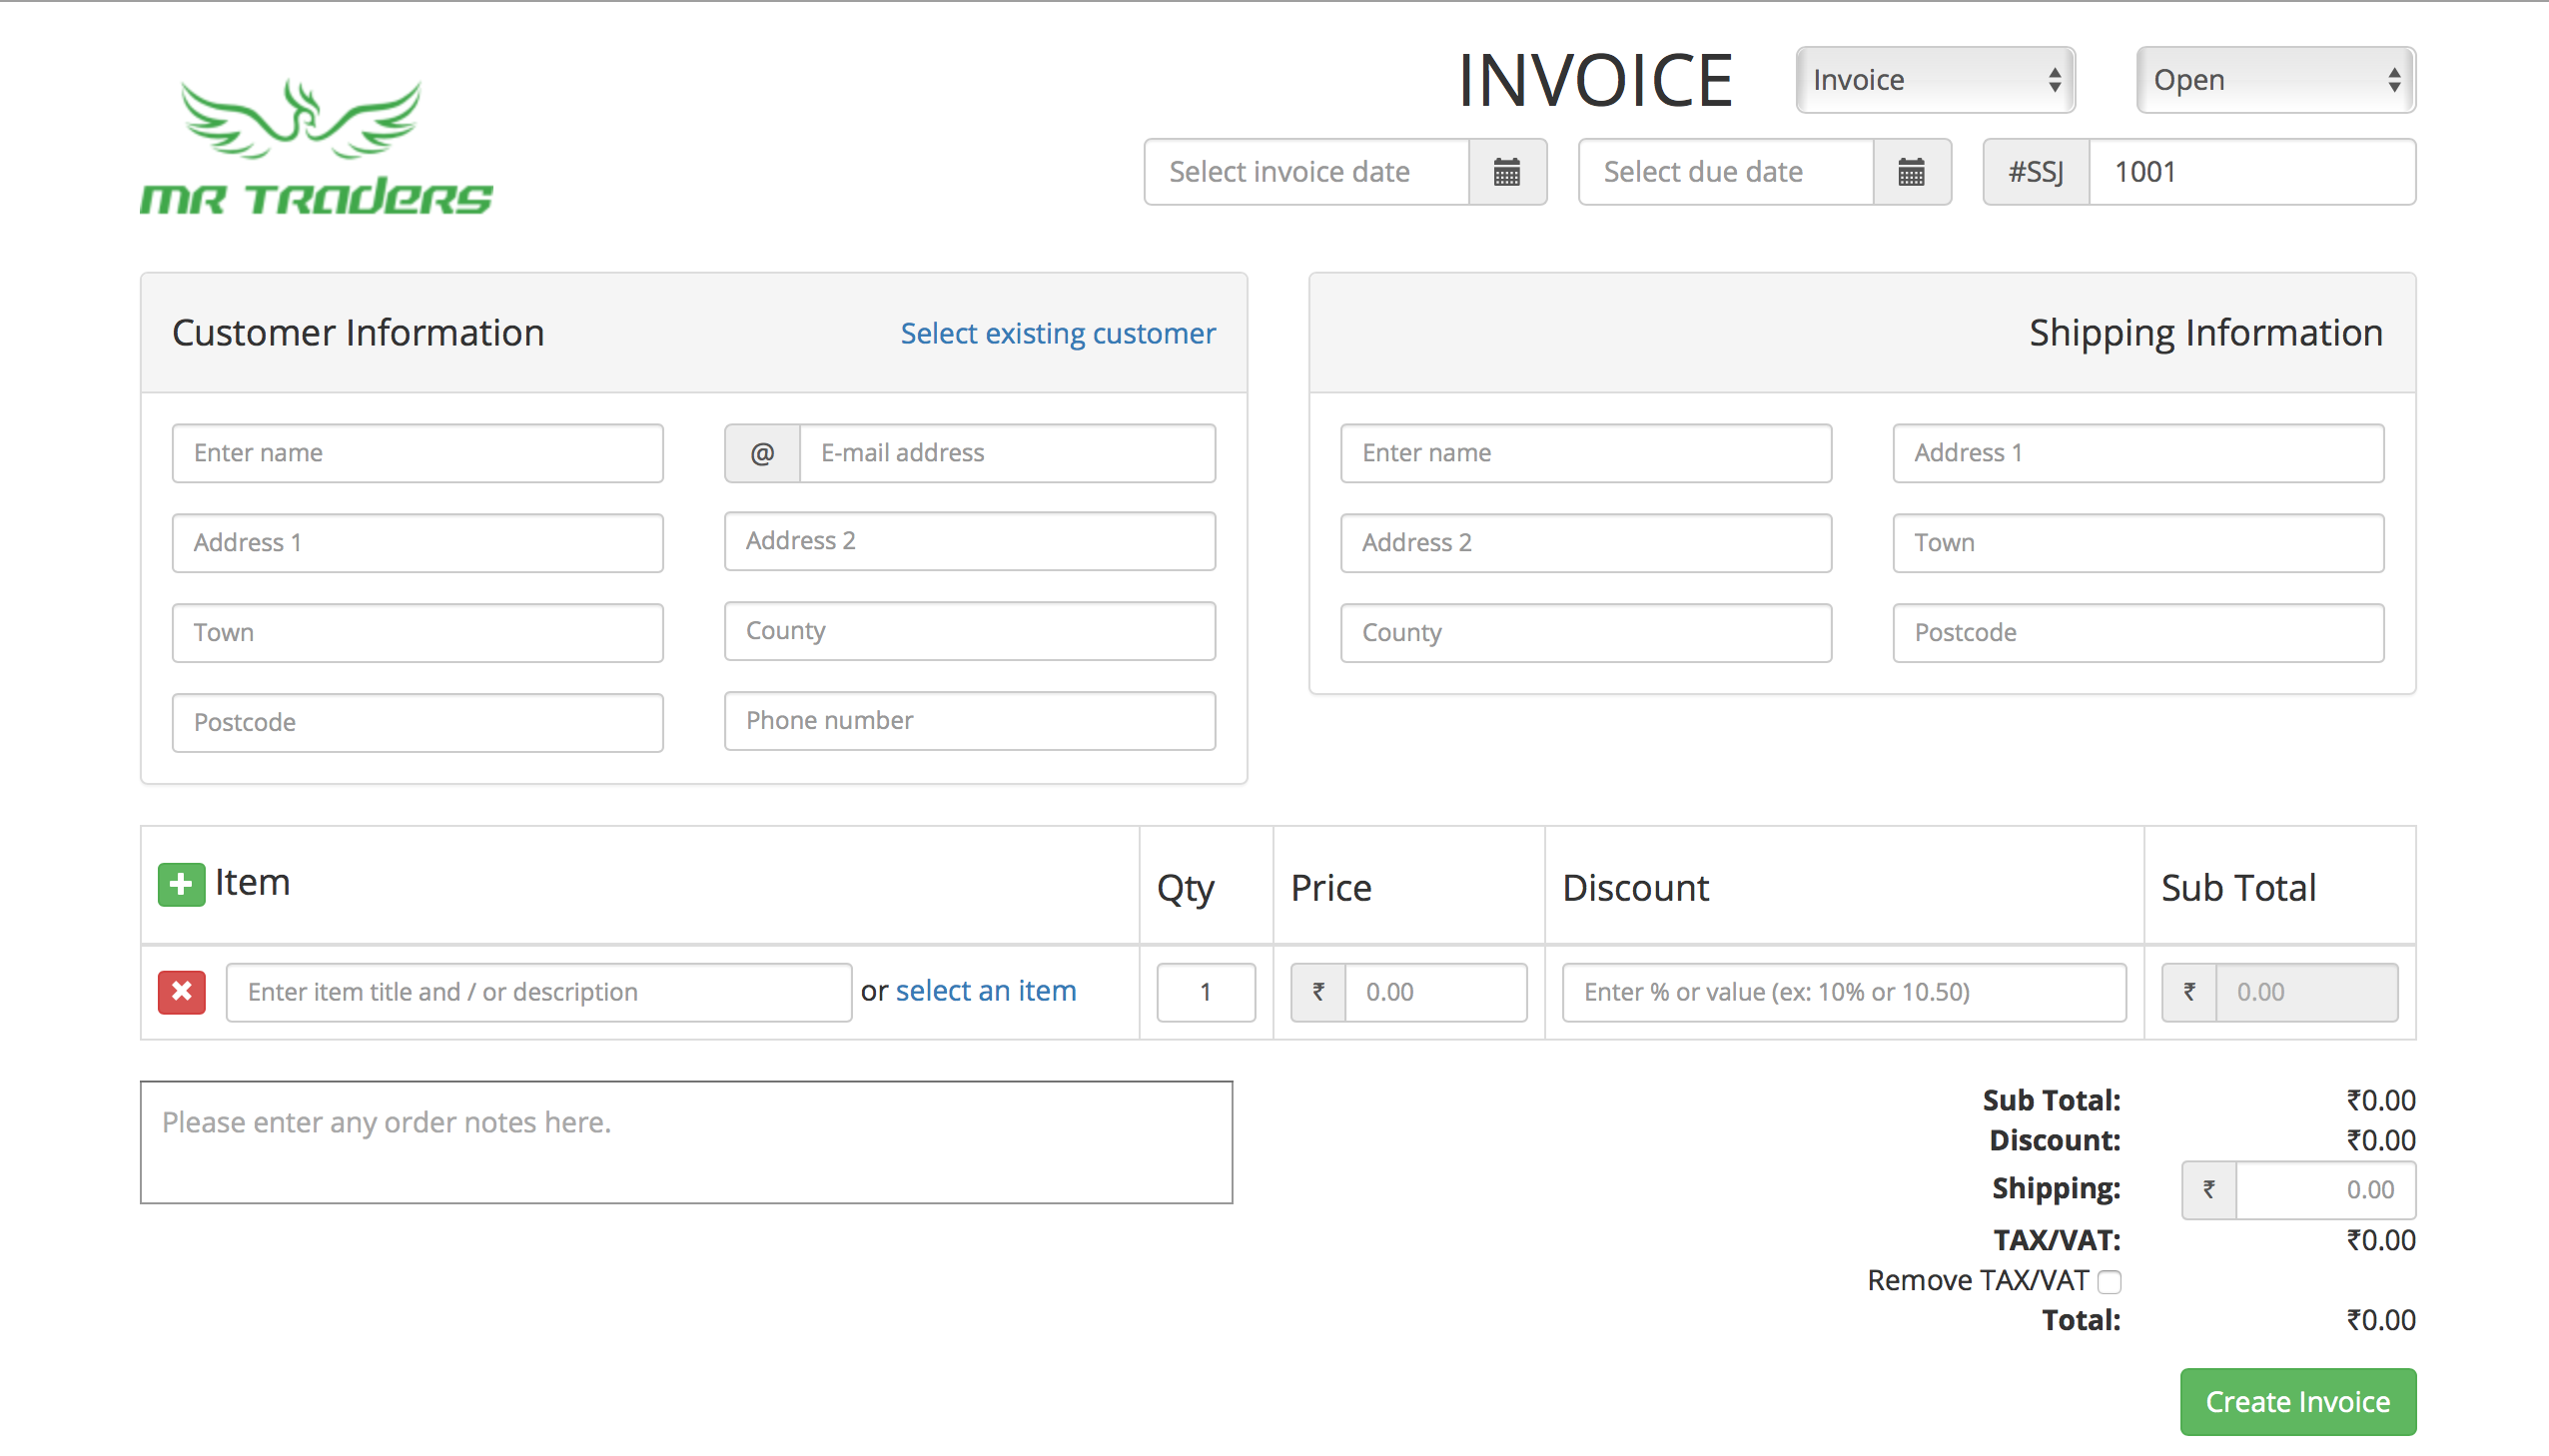 MR TRADERS
INVOICE Invoice Open
Select invoice date Select due date #SSJ 1001
Customer Information Select existing customer
Enter name @ E-mail address
Address 1 Address 2
Town County
Postcode Phone number
Shipping Information
Enter name Address 1
Address 2 Town
County Postcode
Item Qty Price Discount Sub Total
Enter item title and / or description or select an item 1 ₹ 0.00 Enter % or value (ex: 10% or 10.50) ₹ 0.00
Please enter any order notes here.
Sub Total: ₹0.00
Discount: ₹0.00
Shipping: ₹ 0.00
TAX/VAT: ₹0.00
Remove TAX/VAT
Total: ₹0.00
Create Invoice